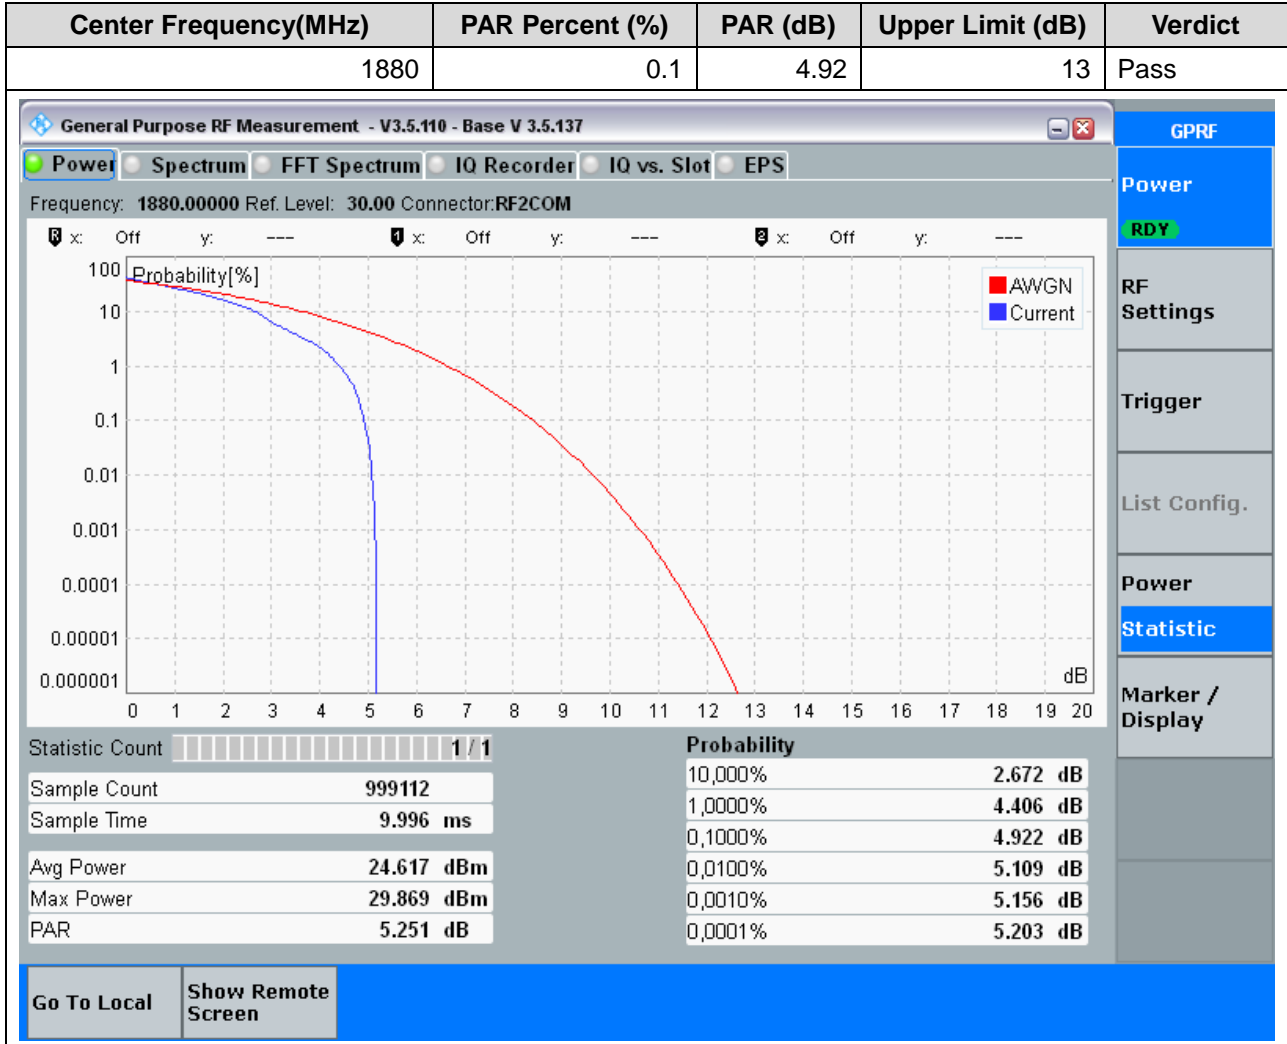 Center Frequency(MHz) PAR Percent (%) PAR (dB) Upper Limit (dB) Verdict
1880 0.1 4.92 13 Pass
General Purpose RF Measurement - V3.5.110 - Base V 3.5.137
GPRF
Power Spectrum FFT Spectrum IQ Recorder IQ vs. Slot EPS
Power
RDY
Frequency: 1880.00000 Ref. Level: 30.00 Connector:RF2COM
R x: Off y: --- 1 x: Off y: --- 2 x: Off y: ---
Probability[%]
AWGN
Current
100
10
1
0.1
0.01
0.001
0.0001
0.00001
0.000001
dB
0 1 2 3 4 5 6 7 8 9 10 11 12 13 14 15 16 17 18 19 20
RF
Settings
Trigger
List Config.
Power
Statistic
Marker /
Display
Statistic Count 1 / 1
Sample Count 999112
Sample Time 9.996 ms
Avg Power 24.617 dBm
Max Power 29.869 dBm
PAR 5.251 dB
Probability
10,000% 2.672 dB
1,0000% 4.406 dB
0,1000% 4.922 dB
0,0100% 5.109 dB
0,0010% 5.156 dB
0,0001% 5.203 dB
Go To Local
Show Remote
Screen